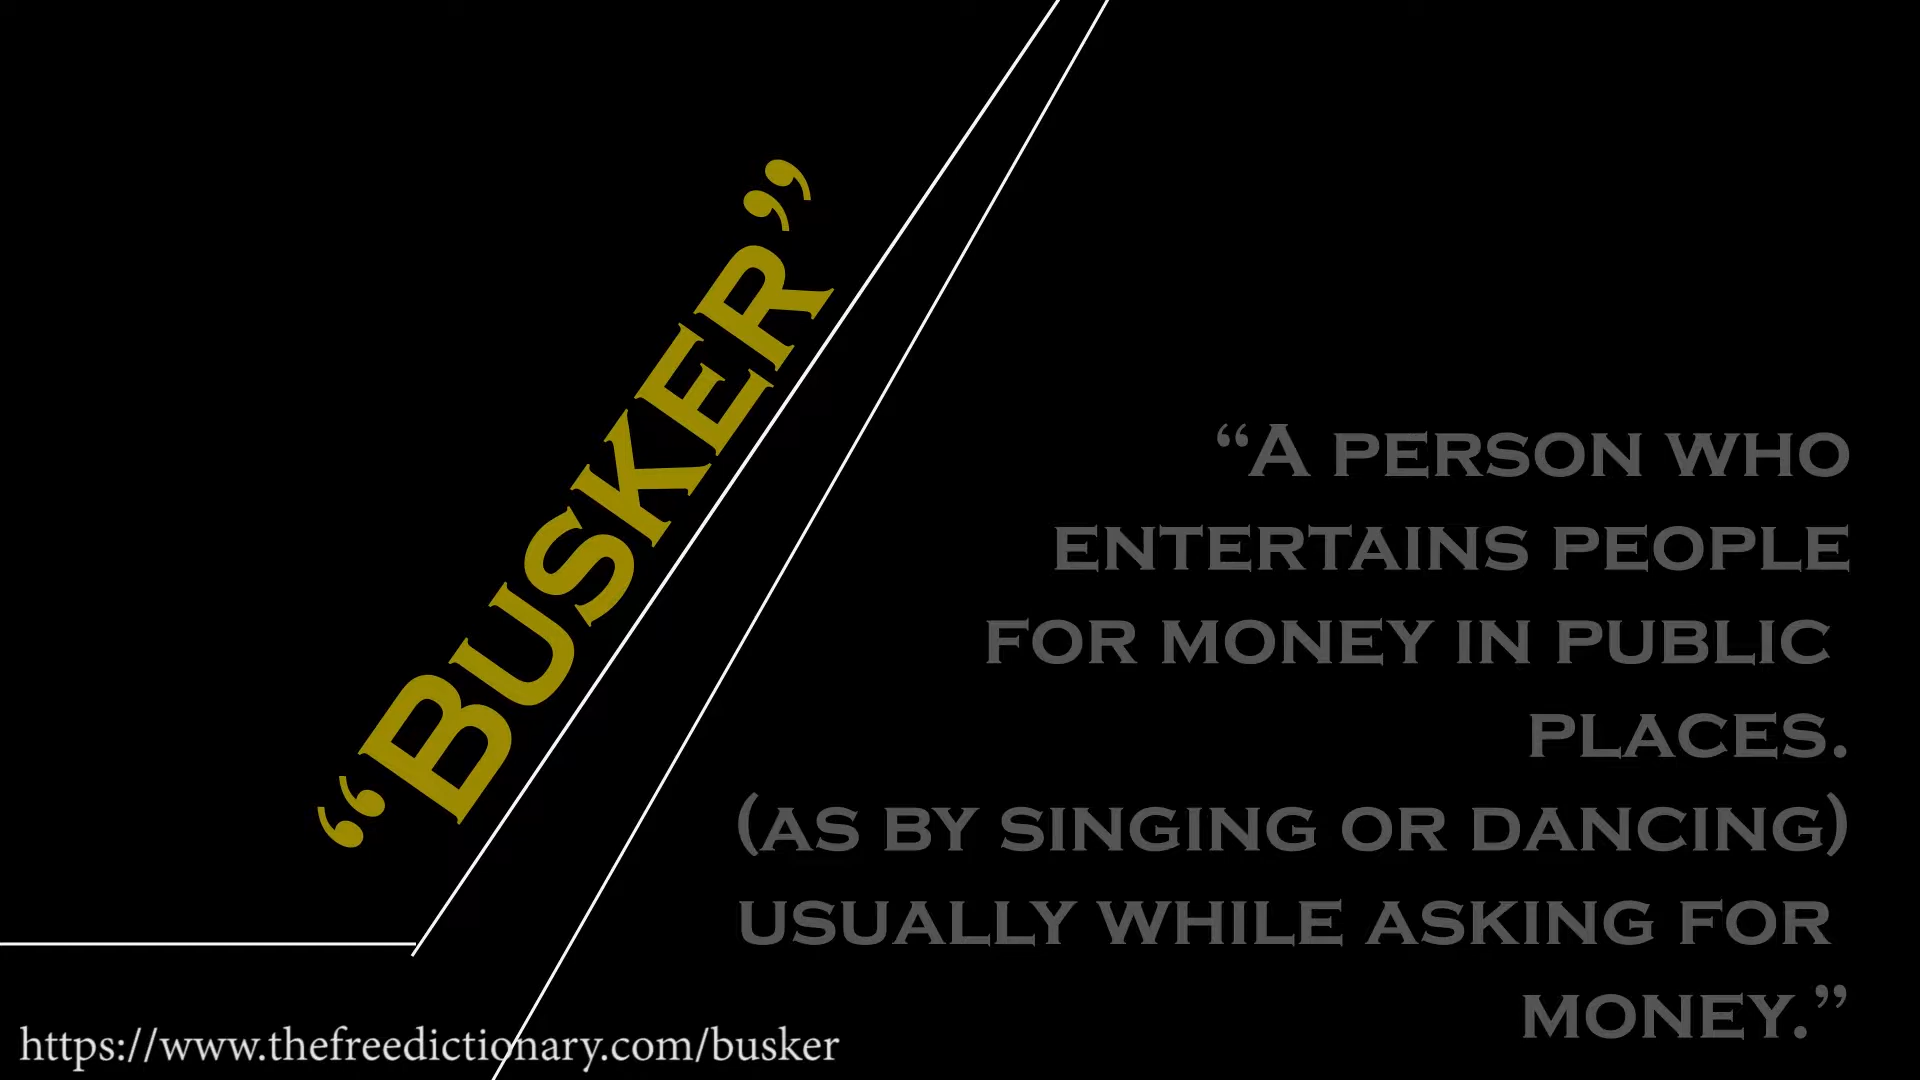 “BUSKER”
“A PERSON WHO
ENTERTAINS PEOPLE
FOR MONEY IN PUBLIC
PLACES.
(AS BY SINGING OR DANCING)
USUALLY WHILE ASKING FOR
MONEY.”
https://www.thefreedictionary.com/busker